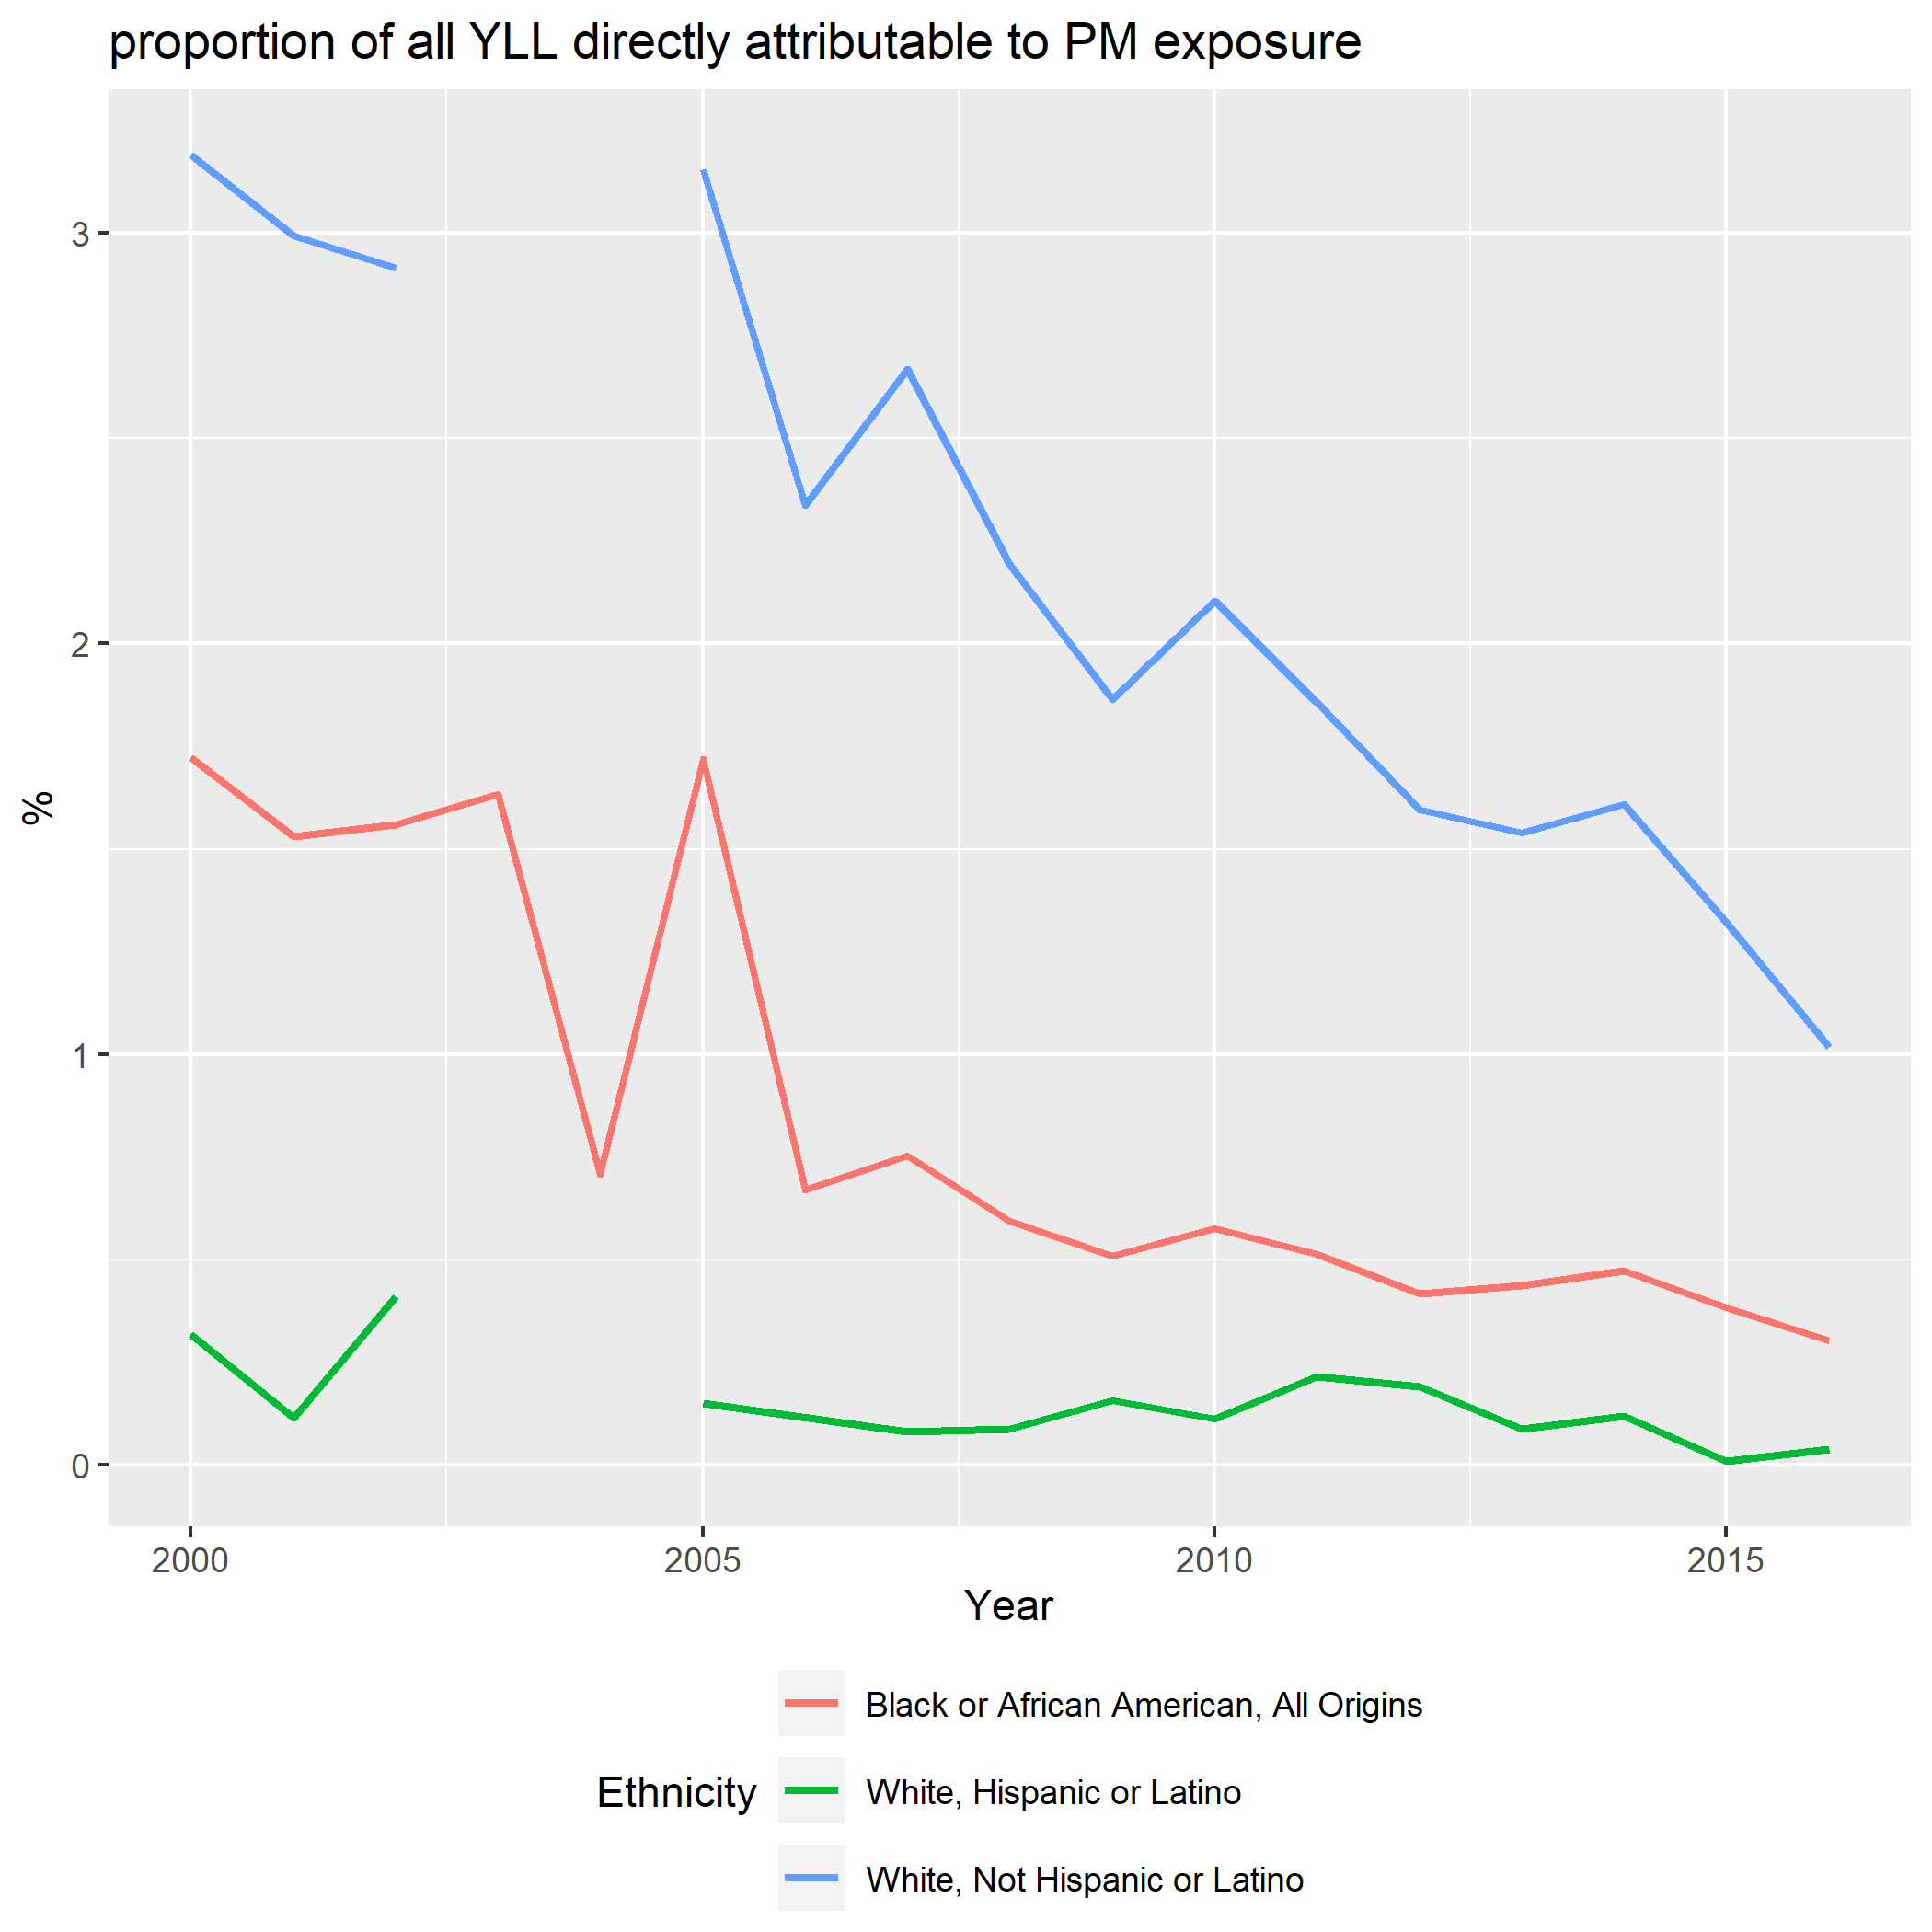 proportion of all YLL directly attributable to PM exposure
3
2
1
0
%
2000 2005 2010 2015
Year
Ethnicity
Black or African American, All Origins
White, Hispanic or Latino
White, Not Hispanic or Latino